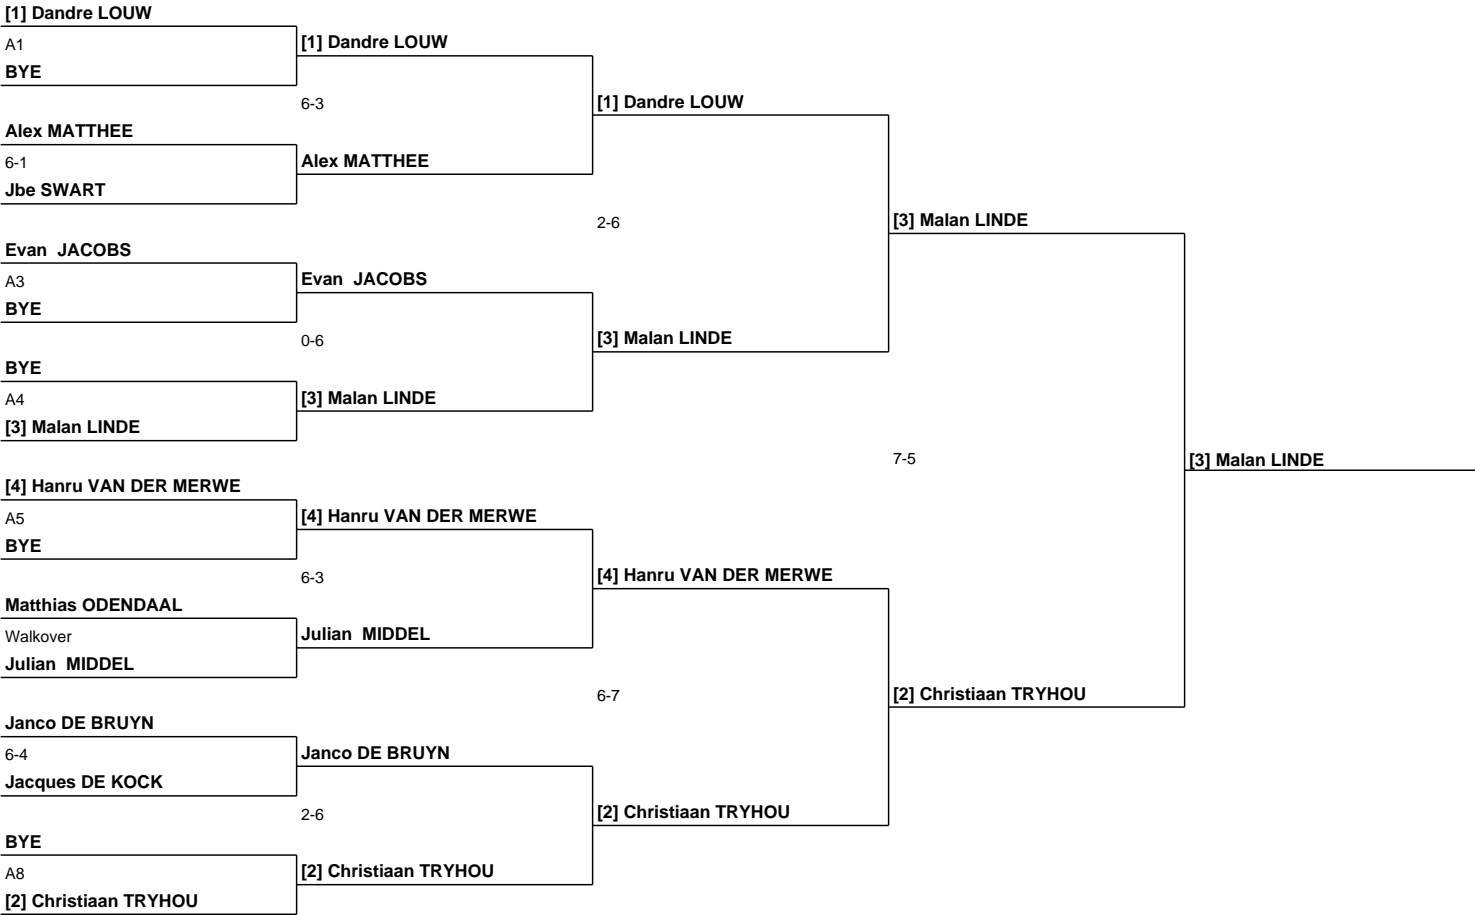 [1] Dandre LOUW
A1
BYE
Alex MATTHEE
6-1
Jbe SWART
Evan  JACOBS
A3
BYE
BYE
A4
[3] Malan LINDE
[4] Hanru VAN DER MERWE
A5
BYE
Matthias ODENDAAL
Walkover
Julian  MIDDEL
Janco DE BRUYN
6-4
Jacques DE KOCK
BYE
A8
[2] Christiaan TRYHOU
[1] Dandre LOUW
6-3
Alex MATTHEE
Evan  JACOBS
0-6
[3] Malan LINDE
[4] Hanru VAN DER MERWE
6-3
Julian  MIDDEL
Janco DE BRUYN
2-6
[2] Christiaan TRYHOU
[1] Dandre LOUW
2-6
[3] Malan LINDE
[4] Hanru VAN DER MERWE
6-7
[2] Christiaan TRYHOU
[3] Malan LINDE
7-5
[2] Christiaan TRYHOU
[3] Malan LINDE